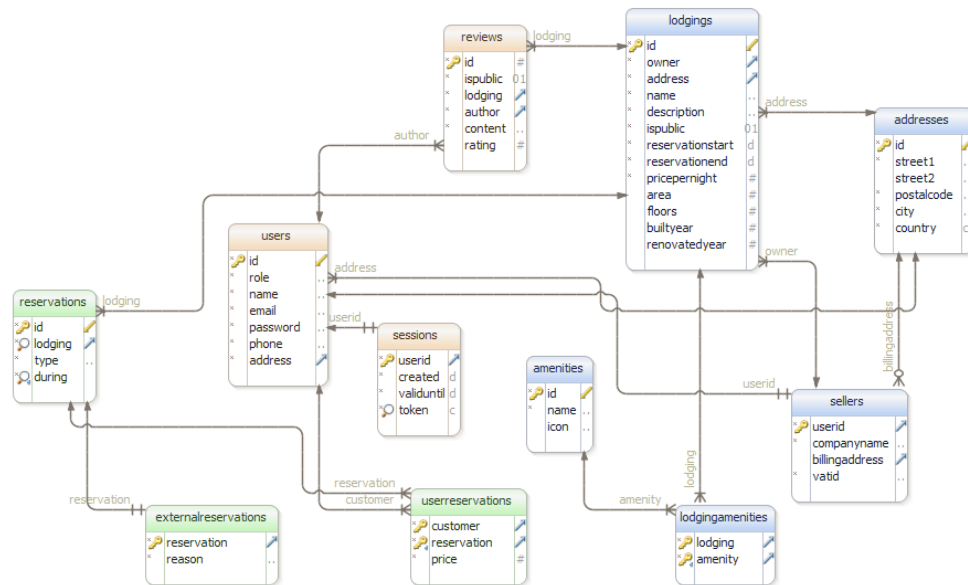 lodgings
id #
owner
address
name ..
description ..
ispublic 01
reservationstart d
reservationend d
pricepernight #
area #
floors #
builtyear #
renovatedyear #
reviews
id #
ispublic 01
lodging
author
content ..
rating #
lodging
address
author
addresses
id
street1 ..
street2 ..
postalcode ..
city ..
country c
users
id
role ..
name ..
email ..
password ..
phone ..
address
address
owner
userid
reservations
id
lodging
type ..
during
lodging
sessions
userid
created d
validuntil d
token c
amenities
id
name ..
icon ..
billingaddress
userid
sellers
userid
companyname ..
billingaddress
vatid ..
reservation
customer
reservation
amenity
lodging
externalreservations
reservation
reason ..
userreservations
customer
reservation
price #
lodgingamenities
lodging
amenity